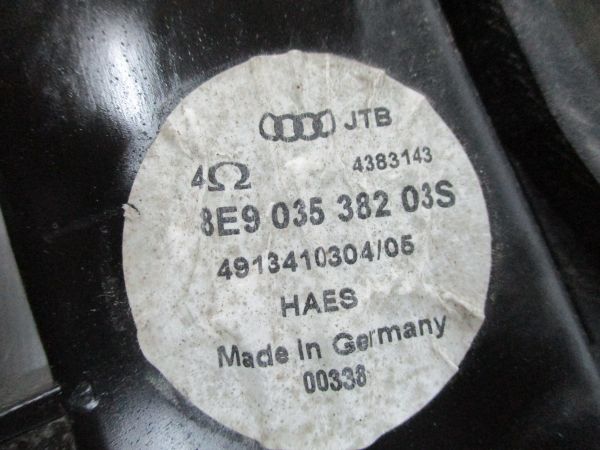 JTB
4Ω 4383143
8E9 035 382 03S
4913410304/05
HAES
Made in Germany
00338